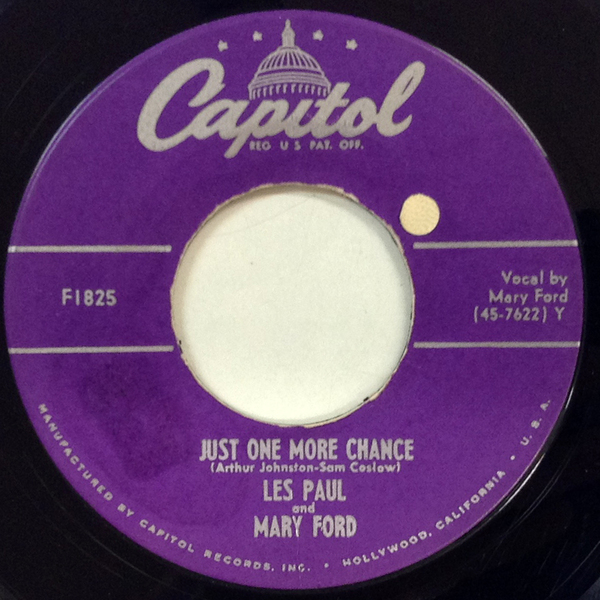 Capitol
REG. U S PAT. OFF.
F1825
Vocal by
Mary Ford
(45-7622) Y
JUST ONE MORE CHANCE
(Arthur Johnston-Sam Coslow)
LES PAUL
and
MARY FORD
MANUFACTURED BY CAPITOL RECORDS, INC. • HOLLYWOOD, CALIFORNIA • U. S. A.